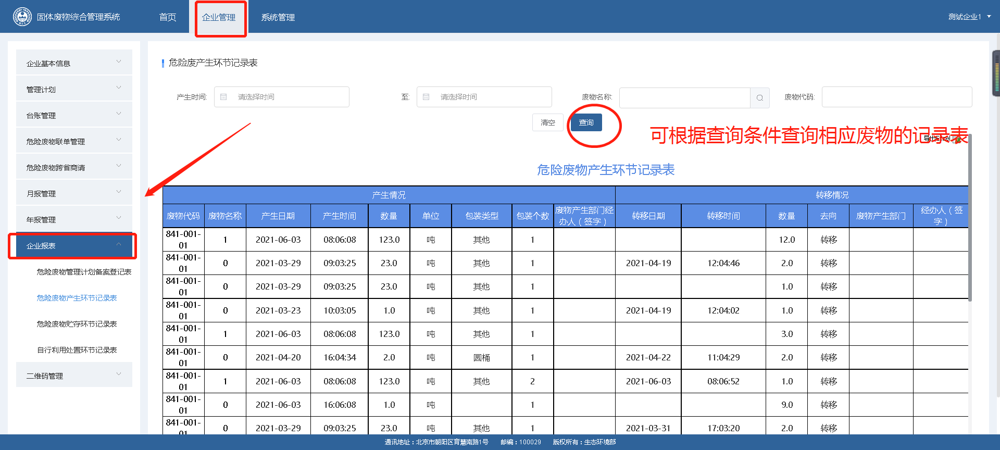 固体废物综合管理系统
首页
企业管理
系统管理
测试企业1
企业基本信息
管理计划
台账管理
危险废物联单管理
危险废物跨省商请
月报管理
年报管理
企业报表
危险废物管理计划备案登记表
危险废物产生环节记录表
危险废物贮存环节记录表
自行利用处置环节记录表
二维码管理
危险废产生环节记录表
产生时间: 请选择时间 至: 请选择时间 废物名称: 废物代码:
清空 查询
可根据查询条件查询相应废物的记录表
导出Excel
危险废物产生环节记录表
产生情况 转移情况
废物代码 废物名称 产生日期 产生时间 数量 单位 包装类型 包装个数 废物产生部门经办人（签字） 转移日期 转移时间 数量 去向 废物产生部门 经办人（签字）
841-001-01 1 2021-06-03 08:06:08 123.0 吨 其他 1 12.0 转移
841-001-01 0 2021-03-29 09:03:25 23.0 吨 其他 1 2021-04-19 12:04:46 2.0 转移
841-001-01 0 2021-03-29 09:03:25 23.0 吨 其他 1 1.0 转移
841-001-01 0 2021-03-23 10:03:05 1.0 吨 其他 1 2021-04-19 12:04:02 1.0 转移
841-001-01 1 2021-06-03 08:06:08 123.0 吨 其他 1 3.0 转移
841-001-01 0 2021-04-20 16:04:34 2.0 吨 圆桶 1 2021-04-22 11:04:29 2.0 转移
841-001-01 1 2021-06-03 08:06:08 123.0 吨 其他 2 2021-06-03 08:06:52 1.0 转移
841-001-01 0 2021-06-03 16:06:08 1.0 吨 1 9.0 转移
841-001-01 0 2021-03-29 09:03:25 23.0 吨 其他 1 2021-03-31 17:03:20 2.0 转移
通讯地址：北京市朝阳区育慧南路1号 邮编：100029 版权所有：生态环境部